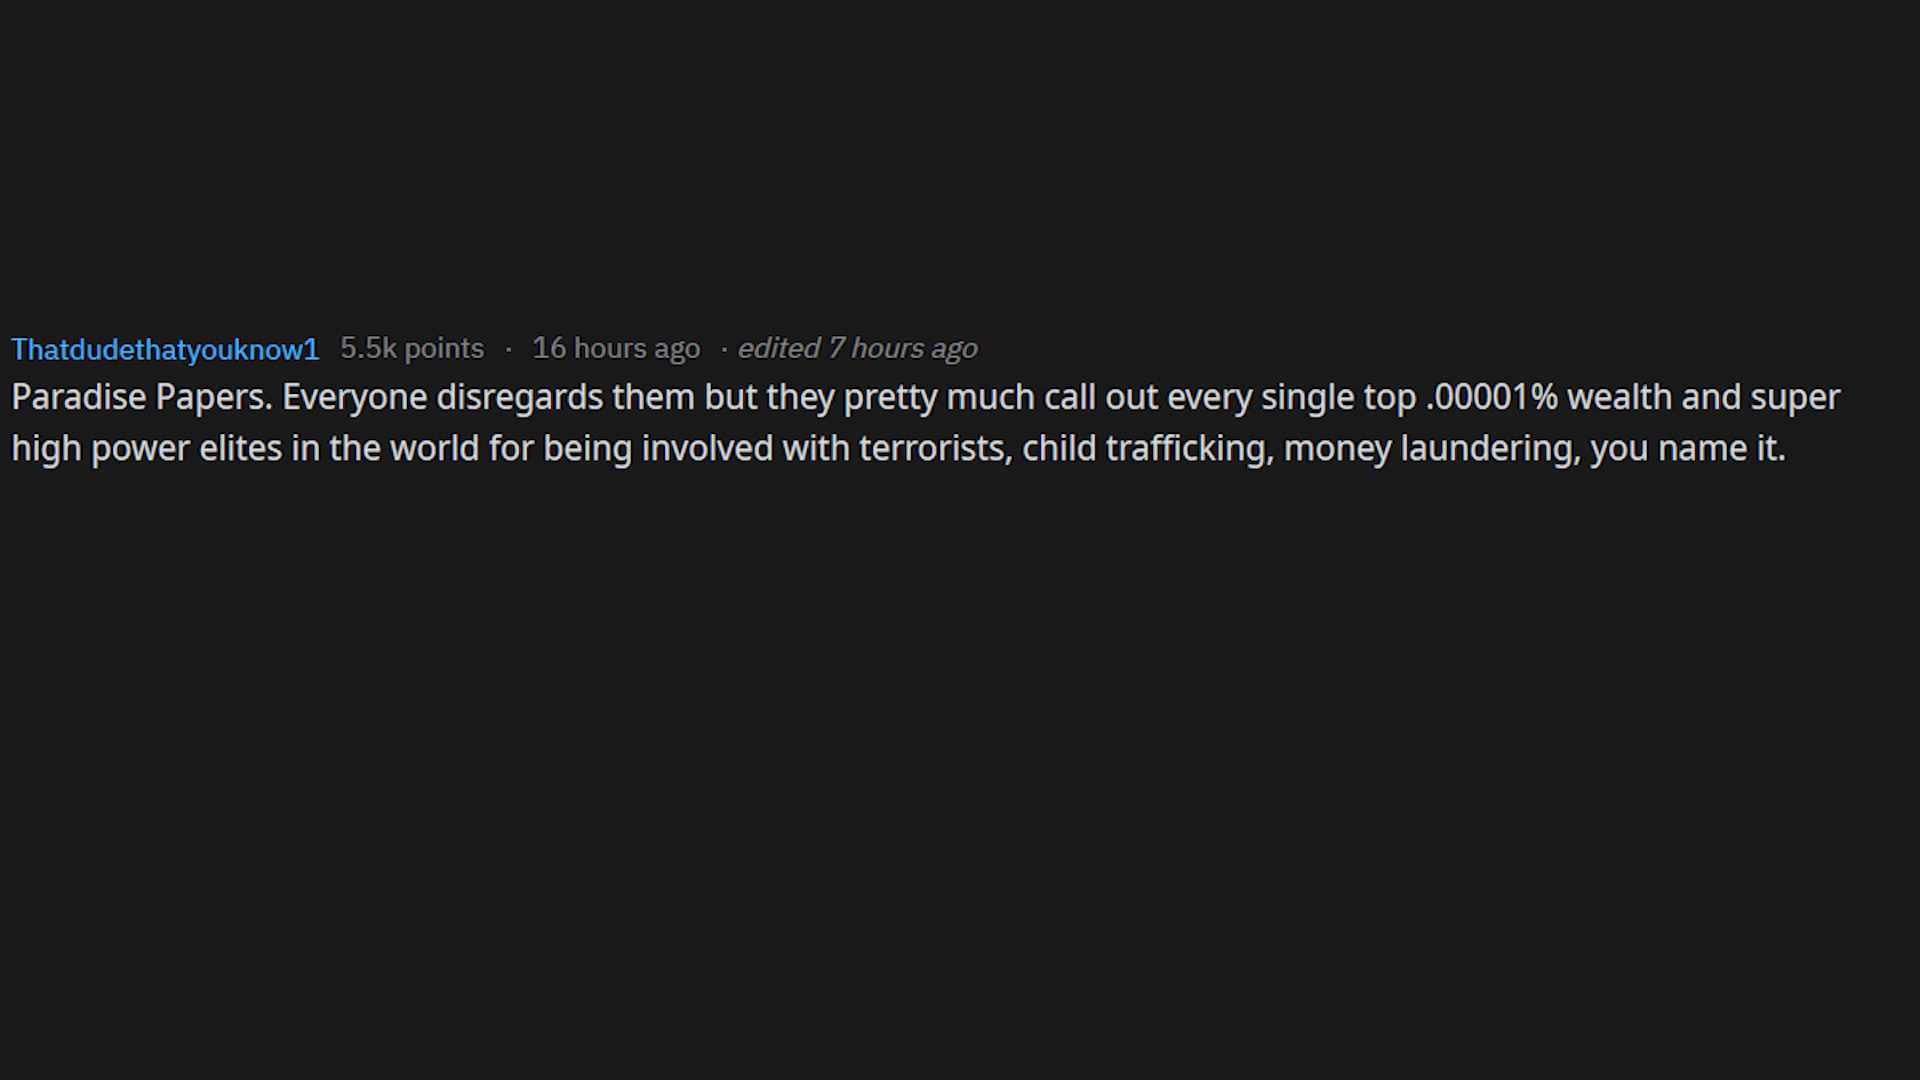 Thatdudethatyouknow1 5.5k points · 16 hours ago · edited 7 hours ago
Paradise Papers. Everyone disregards them but they pretty much call out every single top .00001% wealth and super
high power elites in the world for being involved with terrorists, child trafficking, money laundering, you name it.